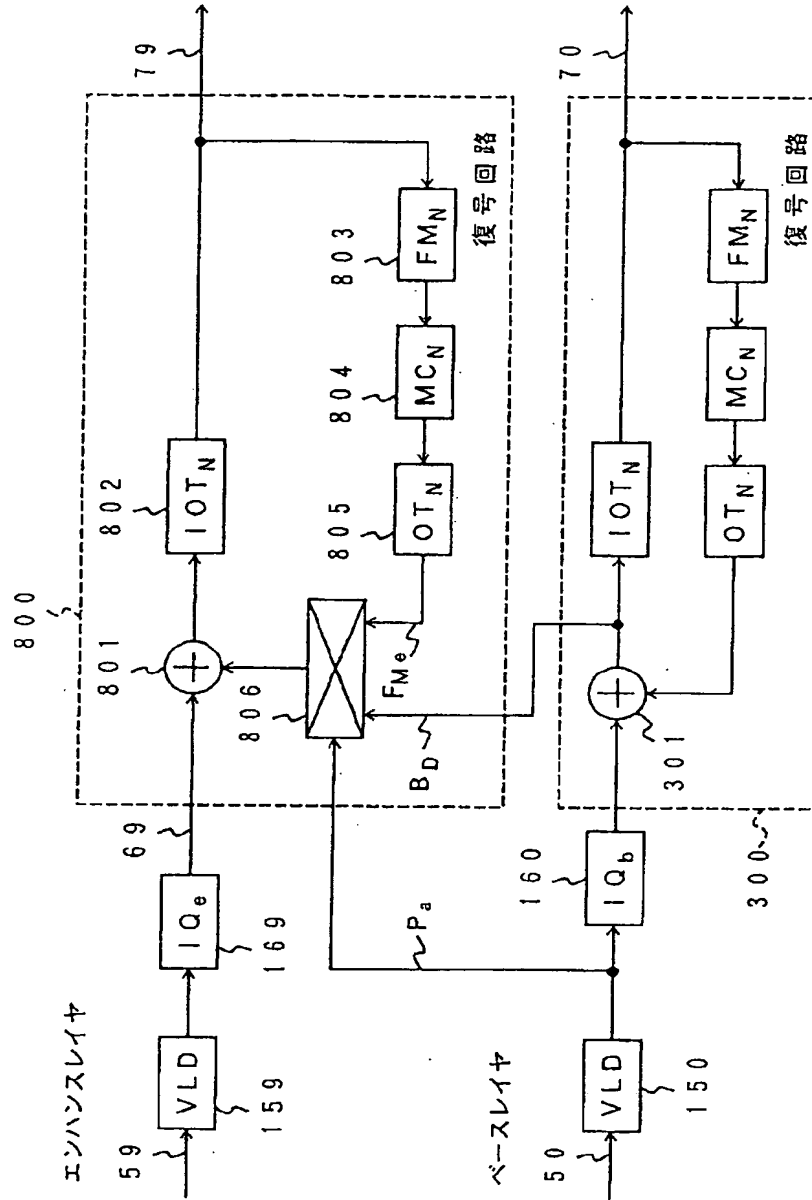 エンハンスレイヤ
59
VLD
159
IQe
169
69
800
801
+
802
IOTN
79
806
FMe
805
OTN
804
MCN
803
FMN
復号回路
BD
Pa
ベースレイヤ
50
VLD
150
160
IQb
300
301
+
IOTN
OTN
MCN
FMN
復号回路
70